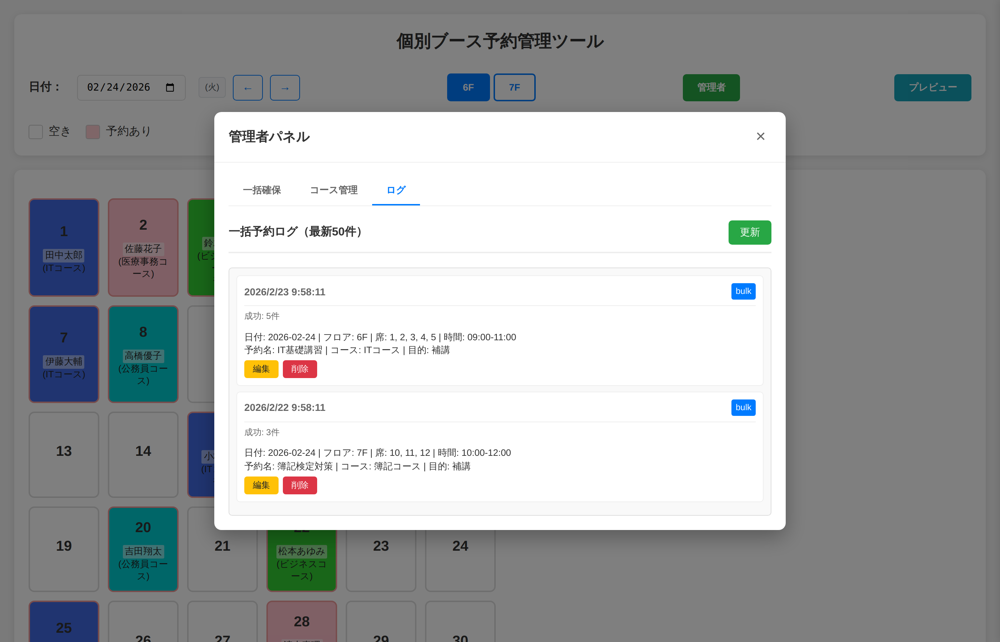 個別ブース予約管理ツール
日付：
02/24/2026
(火)
←
→
6F
7F
管理者
プレビュー
空き
予約あり
管理者パネル
×
一括確保
コース管理
ログ
一括予約ログ（最新50件）
更新
2026/2/23 9:58:11
bulk
成功: 5件
日付: 2026-02-24 | フロア: 6F | 席: 1, 2, 3, 4, 5 | 時間: 09:00-11:00
予約名: IT基礎講習 | コース: ITコース | 目的: 補講
編集
削除
2026/2/22 9:58:11
bulk
成功: 3件
日付: 2026-02-24 | フロア: 7F | 席: 10, 11, 12 | 時間: 10:00-12:00
予約名: 簿記検定対策 | コース: 簿記コース | 目的: 補講
編集
削除
1
田中太郎
(ITコース)
2
佐藤花子
(医療事務コ
ース)
7
伊藤大輔
(ITコース)
8
高橋優子
(公務員コー
ス)
13
14
(IT
19
20
吉田翔太
(公務員コー
ス)
21
松本あゆみ
(ビジネスコ
ース)
23
24
25
26
27
28
29
30